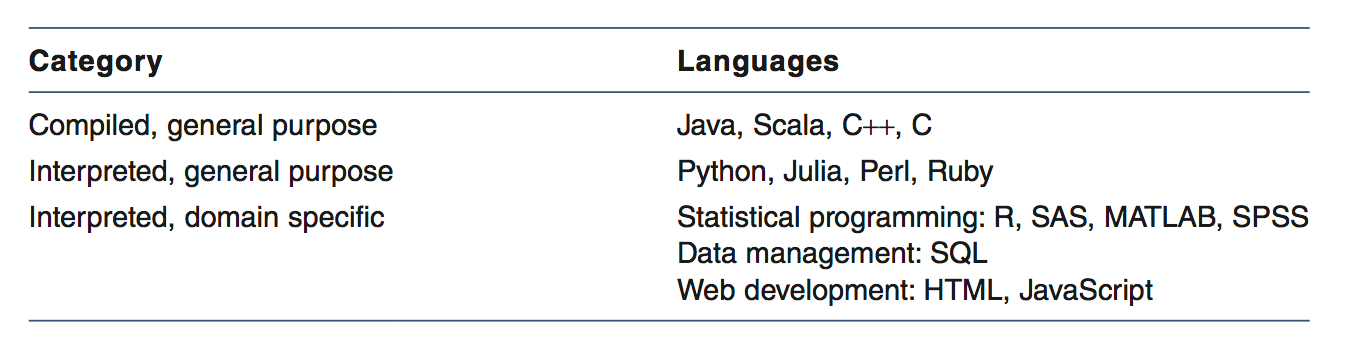 Category Languages
Compiled, general purpose Java, Scala, C++, C
Interpreted, general purpose Python, Julia, Perl, Ruby
Interpreted, domain specific Statistical programming: R, SAS, MATLAB, SPSS
Data management: SQL
Web development: HTML, JavaScript